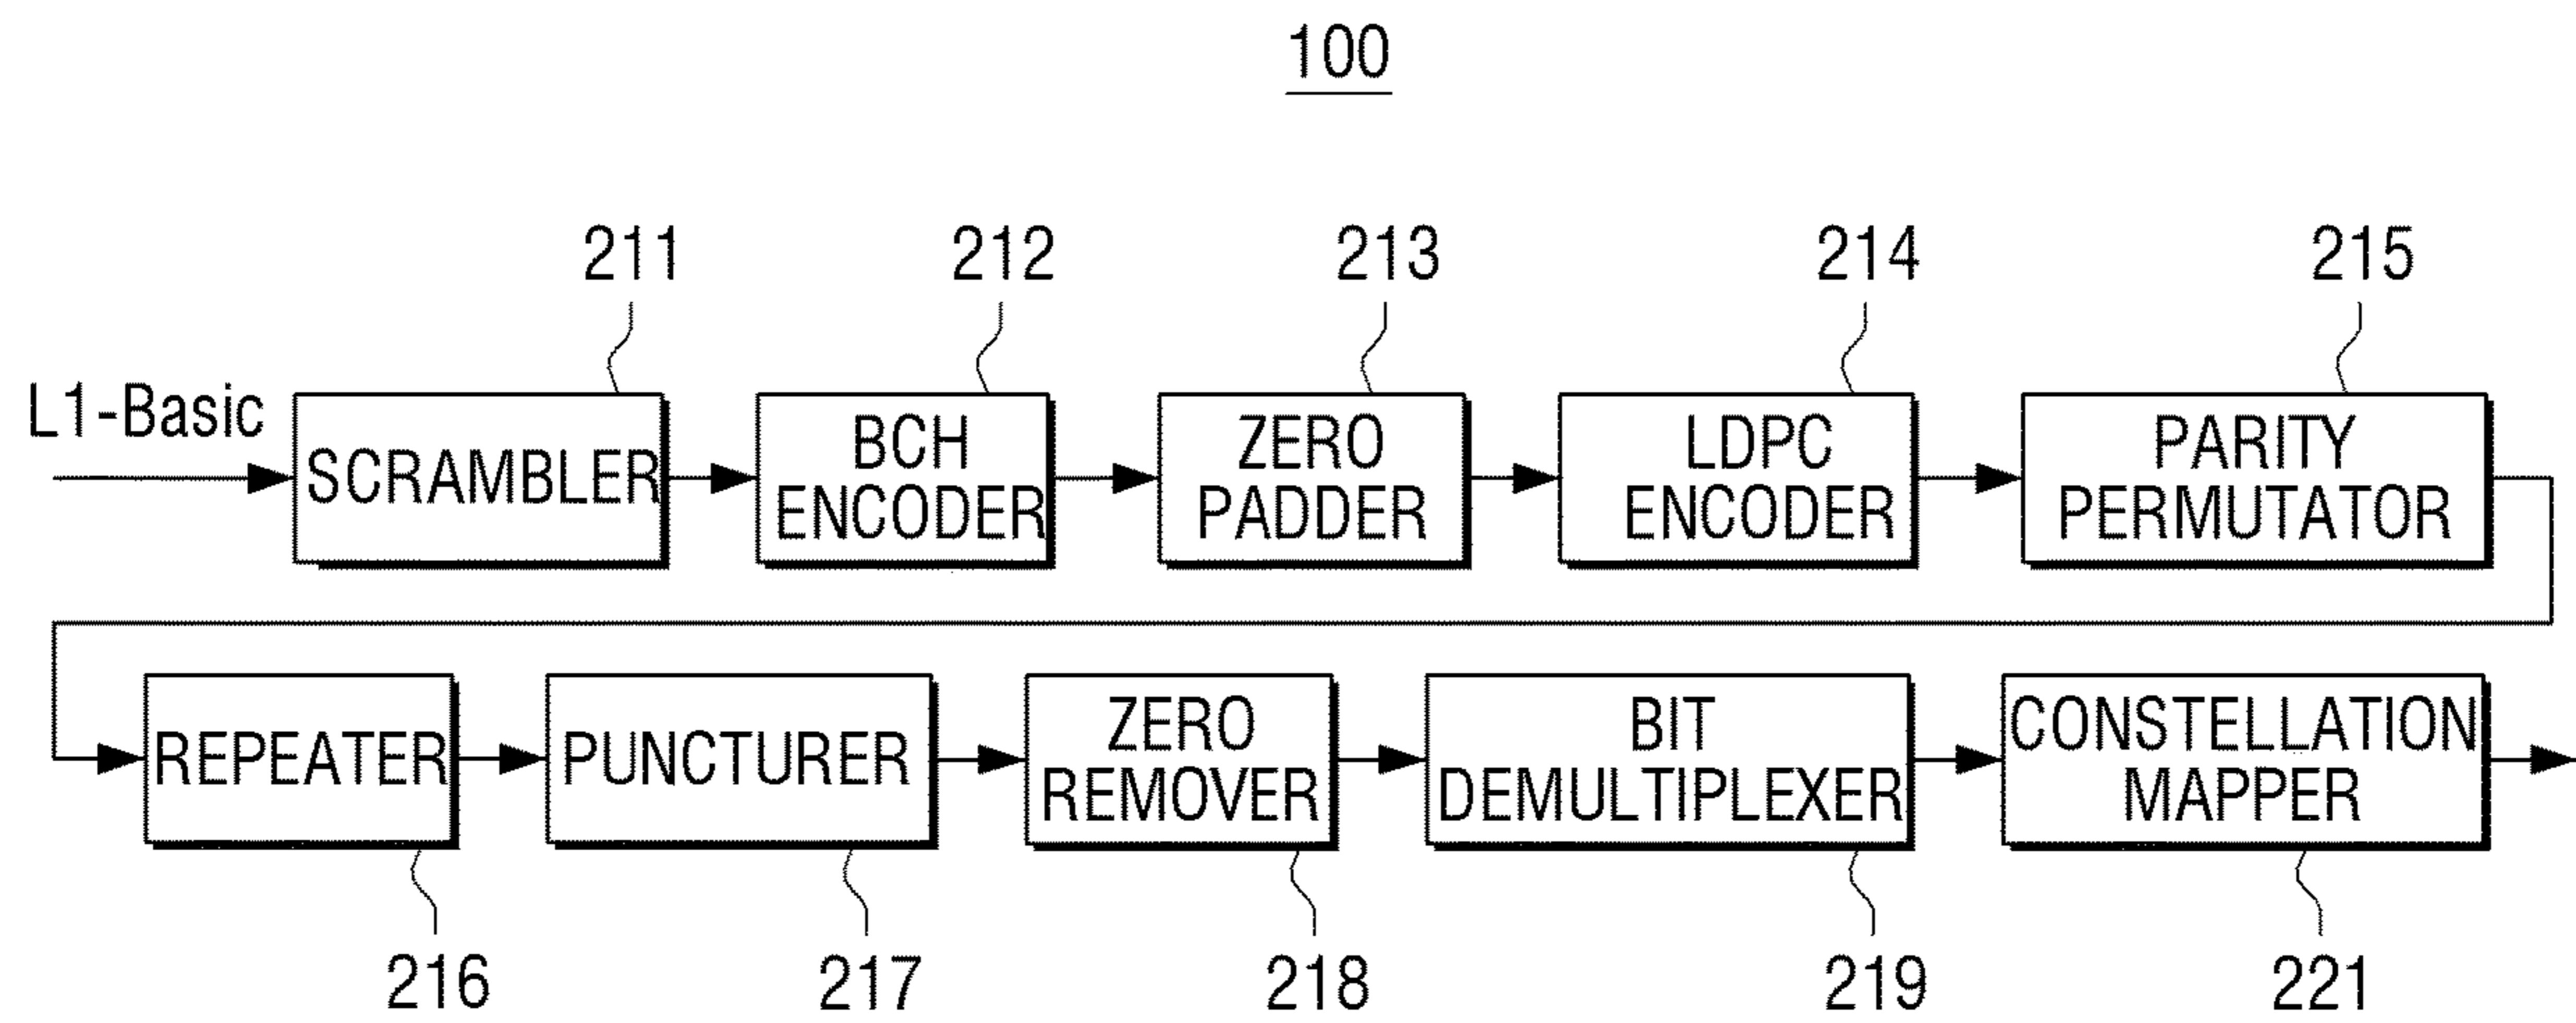 100
211
212
213
214
215
L1-Basic
SCRAMBLER
BCH
ENCODER
ZERO
PADDER
LDPC
ENCODER
PARITY
PERMUTATOR
REPEATER
PUNCTURER
ZERO
REMOVER
BIT
DEMULTIPLEXER
CONSTELLATION
MAPPER
216
217
218
219
221